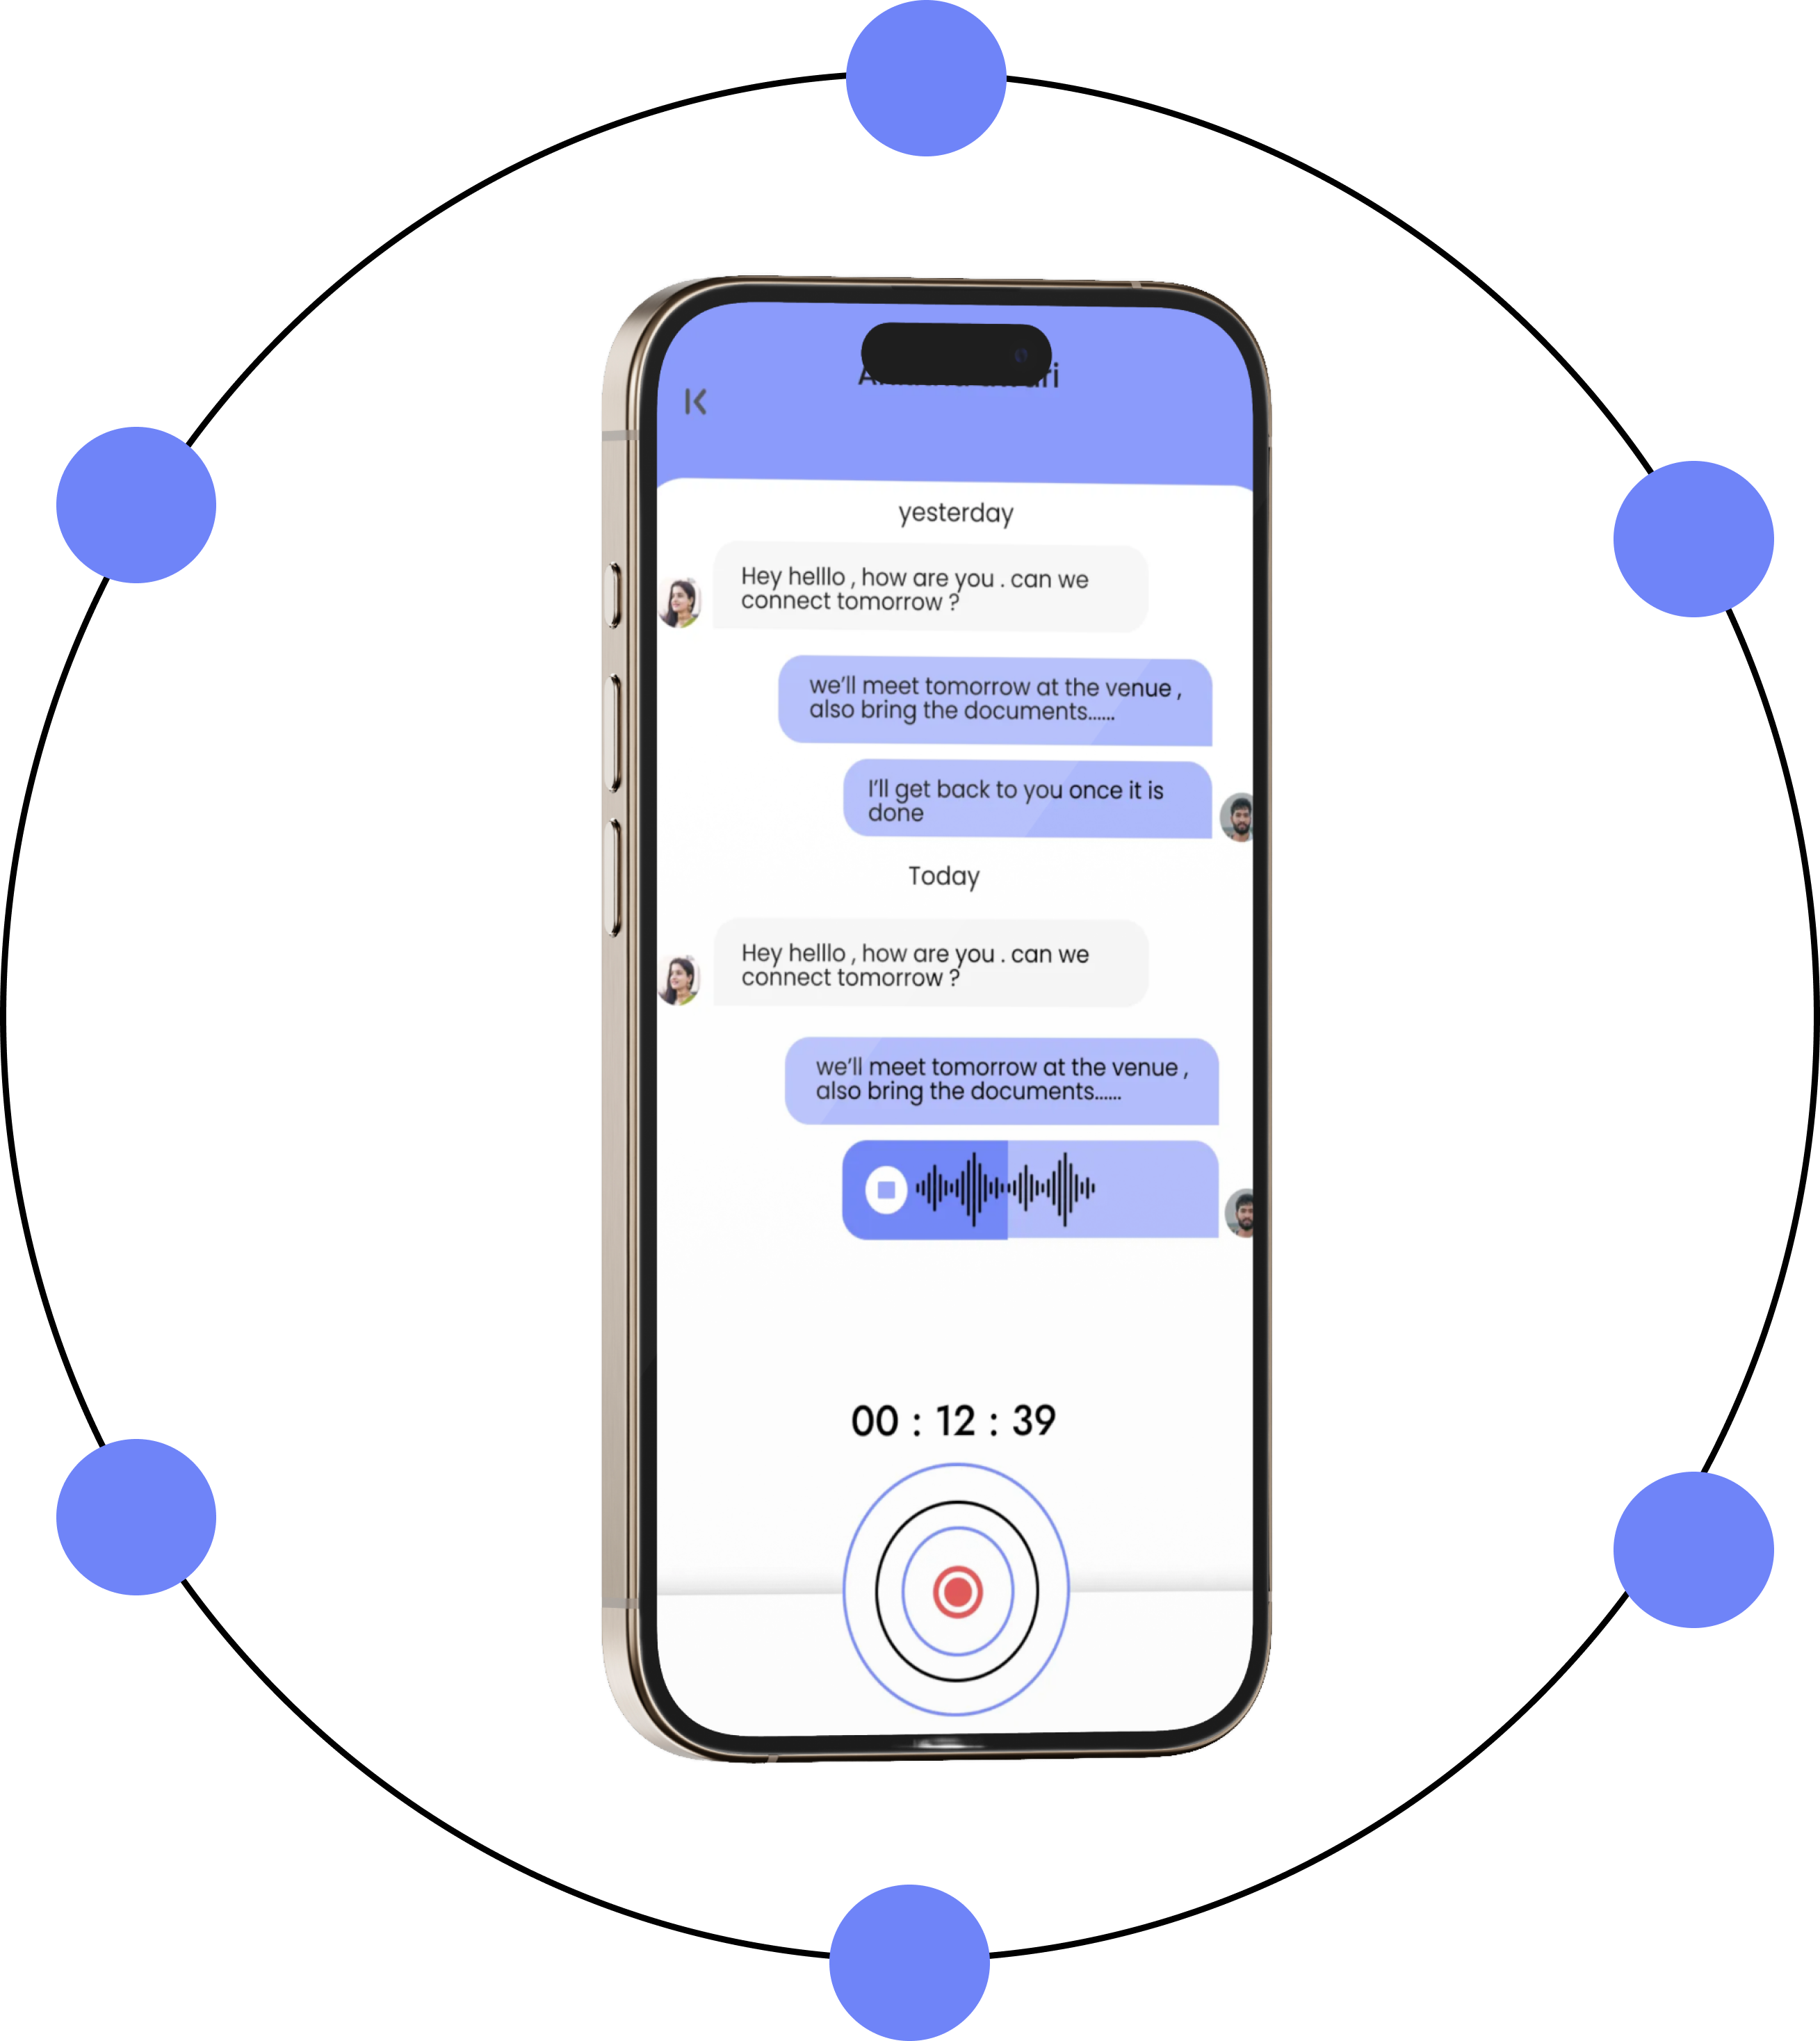 yesterday
Hey helllo , how are you . can we
connect tomorrow ?
we'll meet tomorrow at the venue ,
also bring the documents......
I'll get back to you once it is
done
Today
Hey helllo , how are you . can we
connect tomorrow ?
we'll meet tomorrow at the venue ,
also bring the documents......
00 : 12 : 39